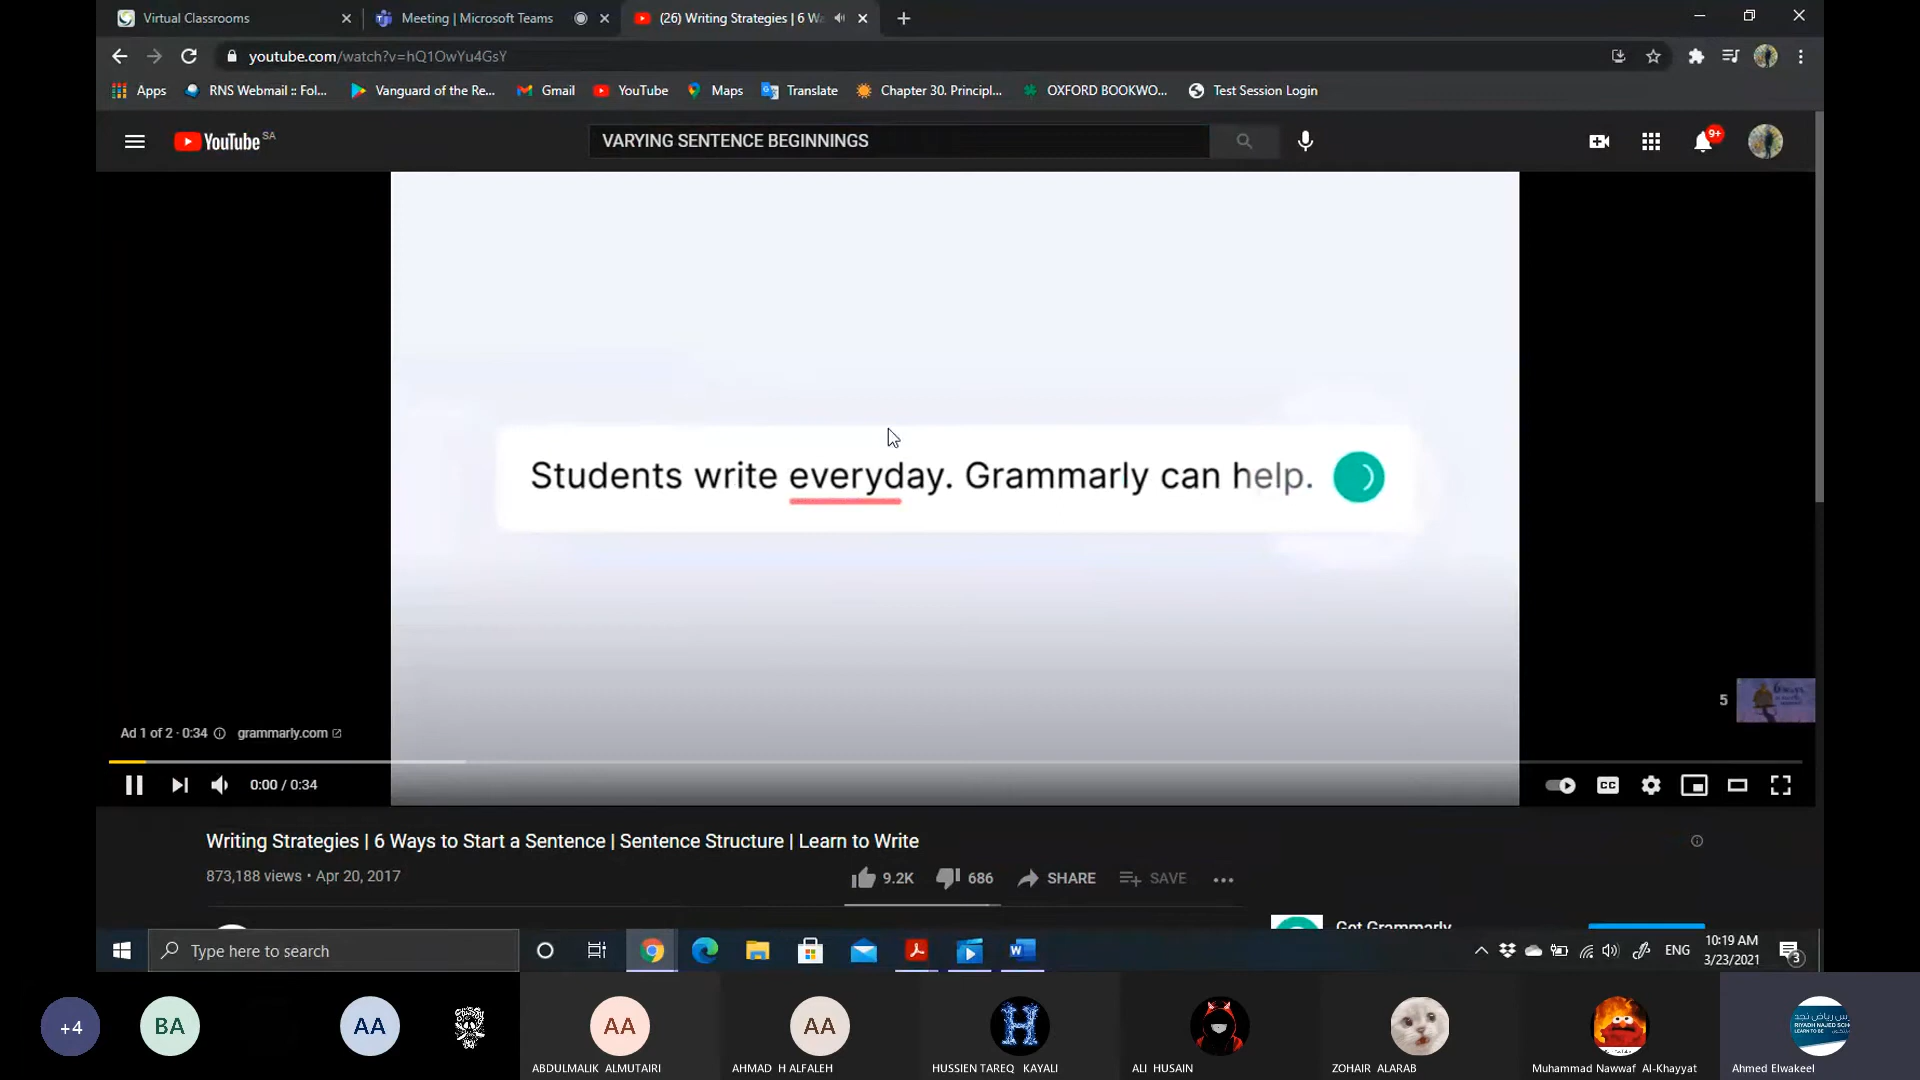 Virtual Classrooms
Meeting | Microsoft Teams
(26) Writing Strategies | 6 Wa
youtube.com/watch?v=hQ1OwYu4GsY
Apps
RNS Webmail :: Fol...
Vanguard of the Re...
Gmail
YouTube
Maps
Translate
Chapter 30. Principl...
OXFORD BOOKWO...
Test Session Login
YouTube SA
VARYING SENTENCE BEGINNINGS
9+
Students write everyday. Grammarly can help.
5
Ad 1 of 2 · 0:34
grammarly.com
0:00 / 0:34
CC
Writing Strategies | 6 Ways to Start a Sentence | Sentence Structure | Learn to Write
873,188 views • Apr 20, 2017
9.2K
686
SHARE
SAVE
Get Grammarly
Type here to search
ENG
10:19 AM
3/23/2021
3
+4
BA
AA
AA
AA
H
ABDULMALIK ALMUTAIRI
AHMAD H ALFALEH
HUSSIEN TAREQ KAYALI
ALI HUSAIN
ZOHAIR ALARAB
Muhammad Nawwaf Al-Khayyat
Ahmed Elwakeel